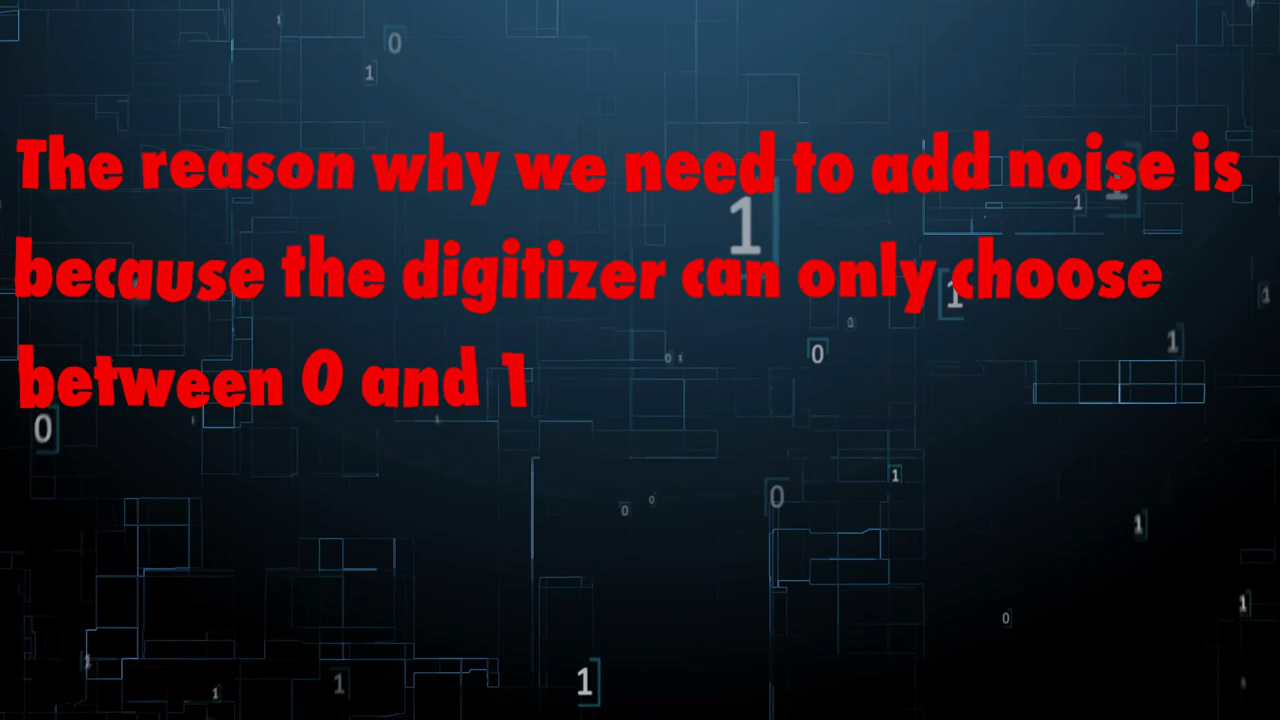 The reason why we need to add noise is
because the digitizer can only choose
between 0 and 1